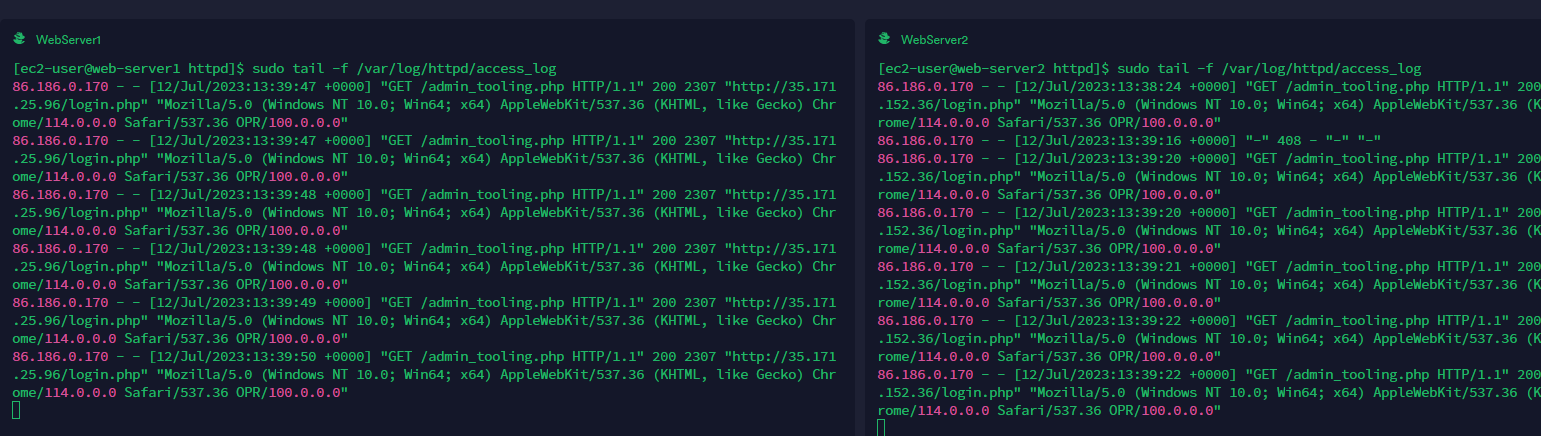 WebServer1
[ec2-user@web-server1 httpd]$ sudo tail -f /var/log/httpd/access_log
86.186.0.170 - - [12/Jul/2023:13:39:47 +0000] "GET /admin_tooling.php HTTP/1.1" 200 2307 "http://35.171
.25.96/login.php" "Mozilla/5.0 (Windows NT 10.0; Win64; x64) AppleWebKit/537.36 (KHTML, like Gecko) Chr
ome/114.0.0.0 Safari/537.36 OPR/100.0.0.0"
86.186.0.170 - - [12/Jul/2023:13:39:47 +0000] "GET /admin_tooling.php HTTP/1.1" 200 2307 "http://35.171
.25.96/login.php" "Mozilla/5.0 (Windows NT 10.0; Win64; x64) AppleWebKit/537.36 (KHTML, like Gecko) Chr
ome/114.0.0.0 Safari/537.36 OPR/100.0.0.0"
86.186.0.170 - - [12/Jul/2023:13:39:48 +0000] "GET /admin_tooling.php HTTP/1.1" 200 2307 "http://35.171
.25.96/login.php" "Mozilla/5.0 (Windows NT 10.0; Win64; x64) AppleWebKit/537.36 (KHTML, like Gecko) Chr
ome/114.0.0.0 Safari/537.36 OPR/100.0.0.0"
86.186.0.170 - - [12/Jul/2023:13:39:48 +0000] "GET /admin_tooling.php HTTP/1.1" 200 2307 "http://35.171
.25.96/login.php" "Mozilla/5.0 (Windows NT 10.0; Win64; x64) AppleWebKit/537.36 (KHTML, like Gecko) Chr
ome/114.0.0.0 Safari/537.36 OPR/100.0.0.0"
86.186.0.170 - - [12/Jul/2023:13:39:49 +0000] "GET /admin_tooling.php HTTP/1.1" 200 2307 "http://35.171
.25.96/login.php" "Mozilla/5.0 (Windows NT 10.0; Win64; x64) AppleWebKit/537.36 (KHTML, like Gecko) Chr
ome/114.0.0.0 Safari/537.36 OPR/100.0.0.0"
86.186.0.170 - - [12/Jul/2023:13:39:50 +0000] "GET /admin_tooling.php HTTP/1.1" 200 2307 "http://35.171
.25.96/login.php" "Mozilla/5.0 (Windows NT 10.0; Win64; x64) AppleWebKit/537.36 (KHTML, like Gecko) Chr
ome/114.0.0.0 Safari/537.36 OPR/100.0.0.0"
WebServer2
[ec2-user@web-server2 httpd]$ sudo tail -f /var/log/httpd/access_log
86.186.0.170 - - [12/Jul/2023:13:38:24 +0000] "GET /admin_tooling.php HTTP/1.1" 200
.152.36/login.php" "Mozilla/5.0 (Windows NT 10.0; Win64; x64) AppleWebKit/537.36 (K
rome/114.0.0.0 Safari/537.36 OPR/100.0.0.0"
86.186.0.170 - - [12/Jul/2023:13:39:16 +0000] "-" 408 - "-" "-"
86.186.0.170 - - [12/Jul/2023:13:39:20 +0000] "GET /admin_tooling.php HTTP/1.1" 200
.152.36/login.php" "Mozilla/5.0 (Windows NT 10.0; Win64; x64) AppleWebKit/537.36 (K
rome/114.0.0.0 Safari/537.36 OPR/100.0.0.0"
86.186.0.170 - - [12/Jul/2023:13:39:20 +0000] "GET /admin_tooling.php HTTP/1.1" 200
.152.36/login.php" "Mozilla/5.0 (Windows NT 10.0; Win64; x64) AppleWebKit/537.36 (K
rome/114.0.0.0 Safari/537.36 OPR/100.0.0.0"
86.186.0.170 - - [12/Jul/2023:13:39:21 +0000] "GET /admin_tooling.php HTTP/1.1" 200
.152.36/login.php" "Mozilla/5.0 (Windows NT 10.0; Win64; x64) AppleWebKit/537.36 (K
rome/114.0.0.0 Safari/537.36 OPR/100.0.0.0"
86.186.0.170 - - [12/Jul/2023:13:39:22 +0000] "GET /admin_tooling.php HTTP/1.1" 200
.152.36/login.php" "Mozilla/5.0 (Windows NT 10.0; Win64; x64) AppleWebKit/537.36 (K
rome/114.0.0.0 Safari/537.36 OPR/100.0.0.0"
86.186.0.170 - - [12/Jul/2023:13:39:22 +0000] "GET /admin_tooling.php HTTP/1.1" 200
.152.36/login.php" "Mozilla/5.0 (Windows NT 10.0; Win64; x64) AppleWebKit/537.36 (K
rome/114.0.0.0 Safari/537.36 OPR/100.0.0.0"